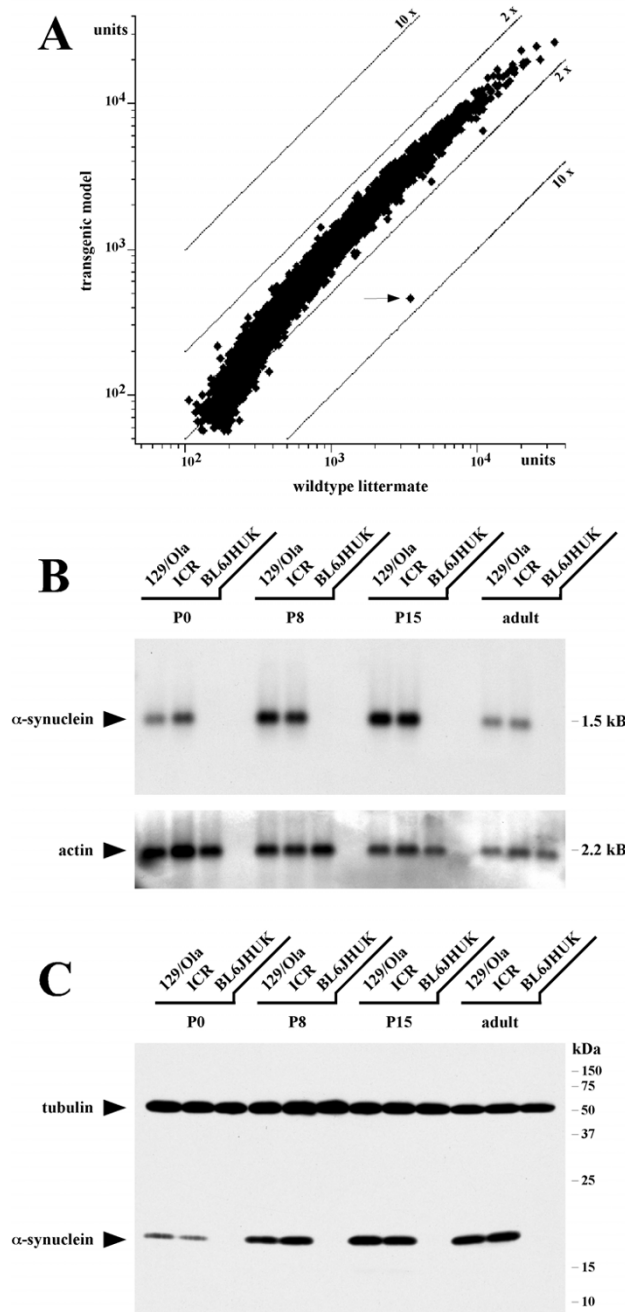 A
units
10 x
2 x
2 x
10 x
10⁴
10³
10²
transgenic model
10²
10³
10⁴
units
wildtype littermate
B
129/Ola ICR BL6JHUK 129/Ola ICR BL6JHUK 129/Ola ICR BL6JHUK 129/Ola ICR BL6JHUK
P0 P8 P15 adult
α-synuclein
1.5 kB
actin
2.2 kB
C
129/Ola ICR BL6JHUK 129/Ola ICR BL6JHUK 129/Ola ICR BL6JHUK 129/Ola ICR BL6JHUK
P0 P8 P15 adult
kDa
150
75
tubulin
50
37
25
α-synuclein
15
10